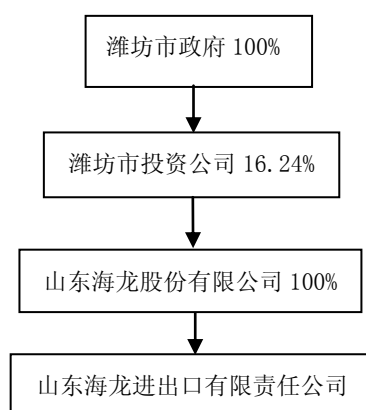 潍坊市政府 100%
潍坊市投资公司 16.24%
山东海龙股份有限公司 100%
山东海龙进出口有限责任公司